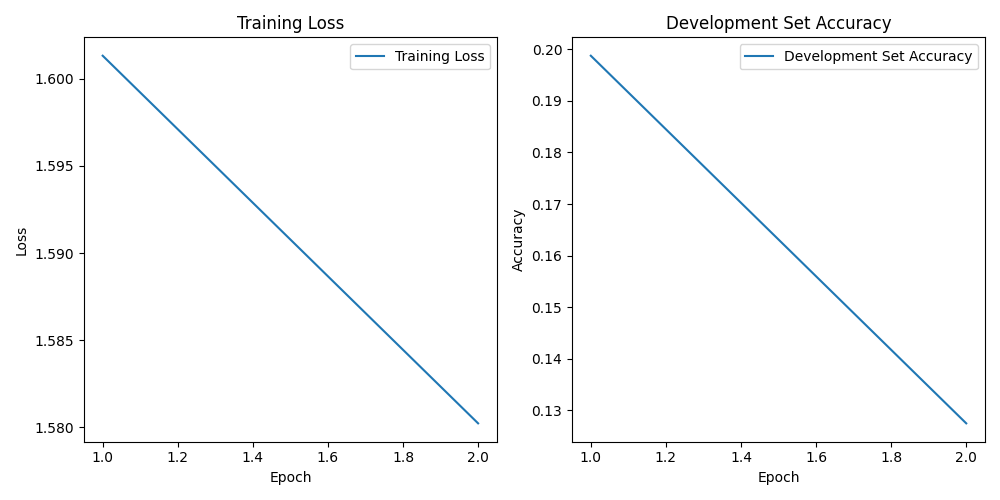 Training Loss
Training Loss
1.600
1.595
1.590
1.585
1.580
Loss
1.0 1.2 1.4 1.6 1.8 2.0
Epoch
Development Set Accuracy
Development Set Accuracy
0.20
0.19
0.18
0.17
0.16
0.15
0.14
0.13
Accuracy
1.0 1.2 1.4 1.6 1.8 2.0
Epoch